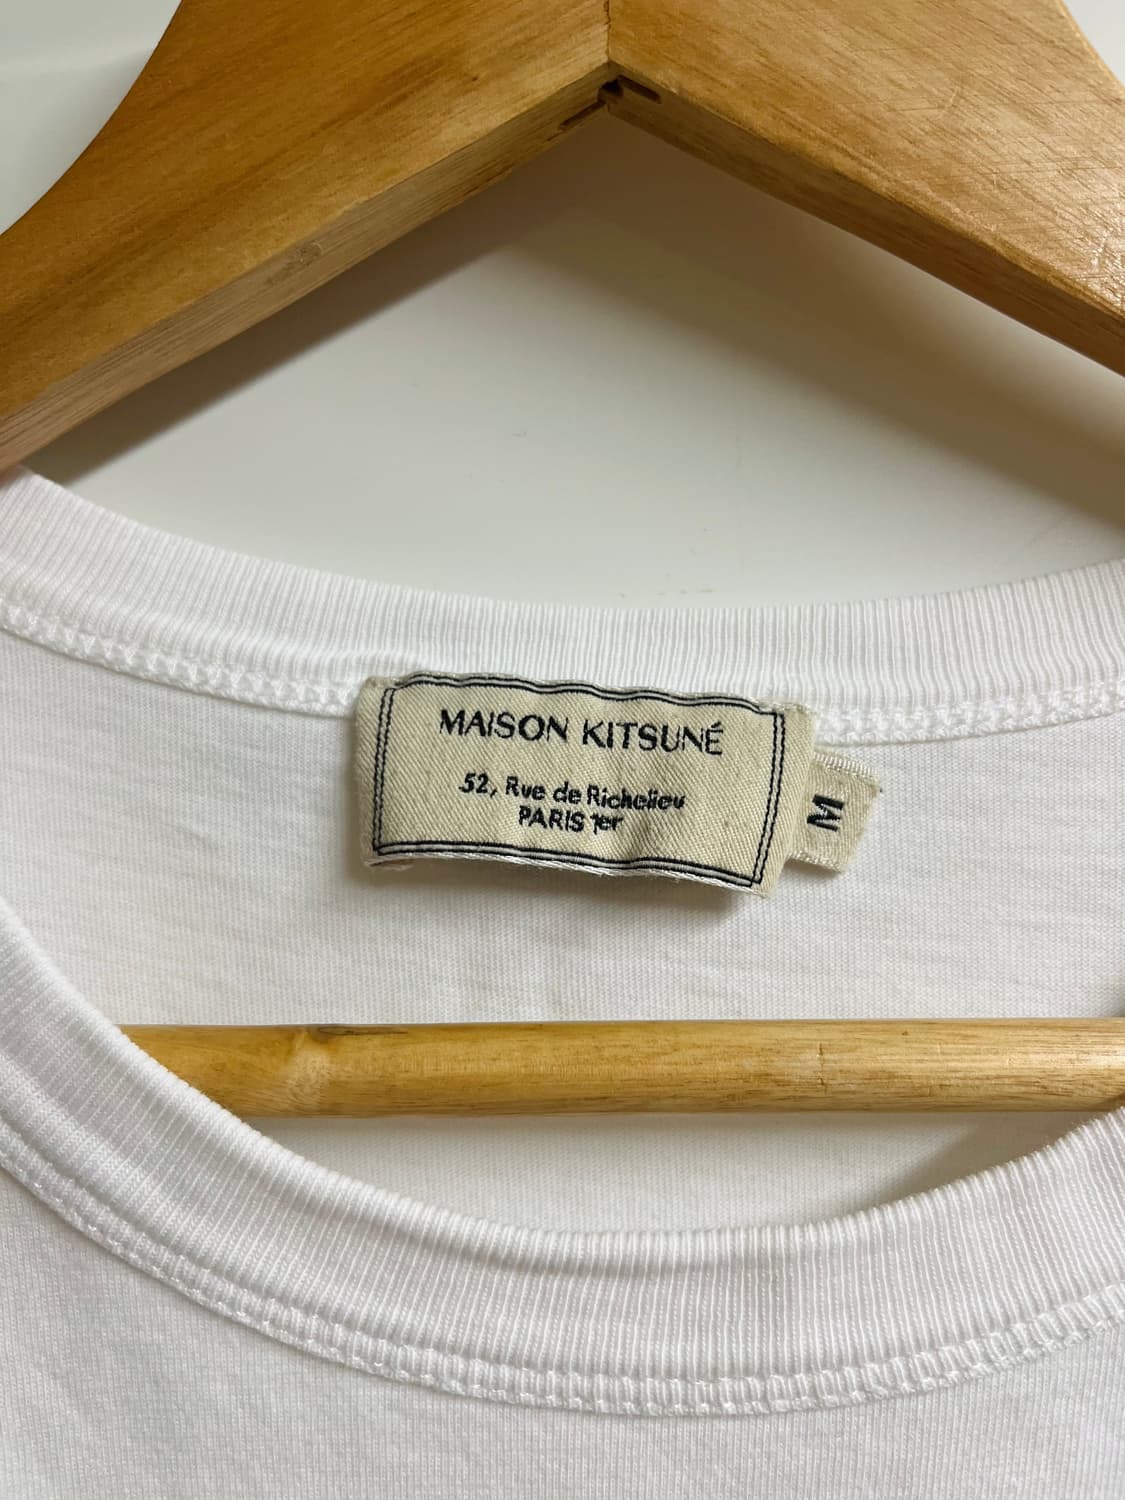 MAISON KITSUNÉ
52, Rue de Richelieu
PARIS 1er
M